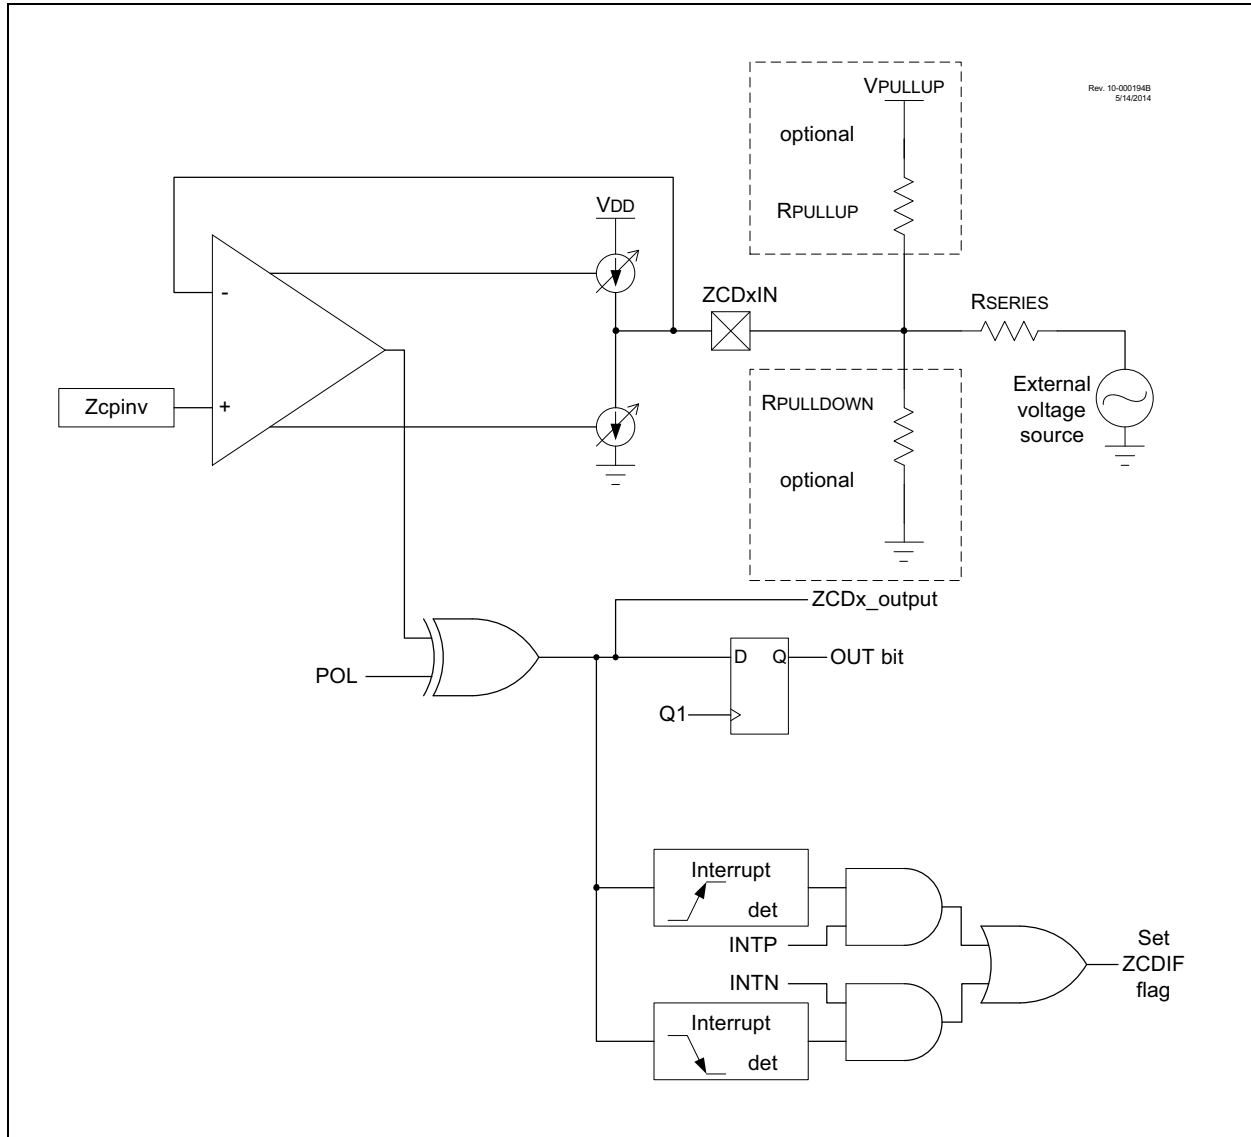 VPULLUP
Rev. 10-000194B
5/14/2014
optional
RPULLUP
VDD
-
ZCDxIN
RSERIES
Zcpinv
+
RPULLDOWN
External
voltage
source
optional
ZCDx_output
D
Q
OUT bit
POL
Q1
Interrupt
det
INTP
INTN
Set
ZCDIF
flag
Interrupt
det